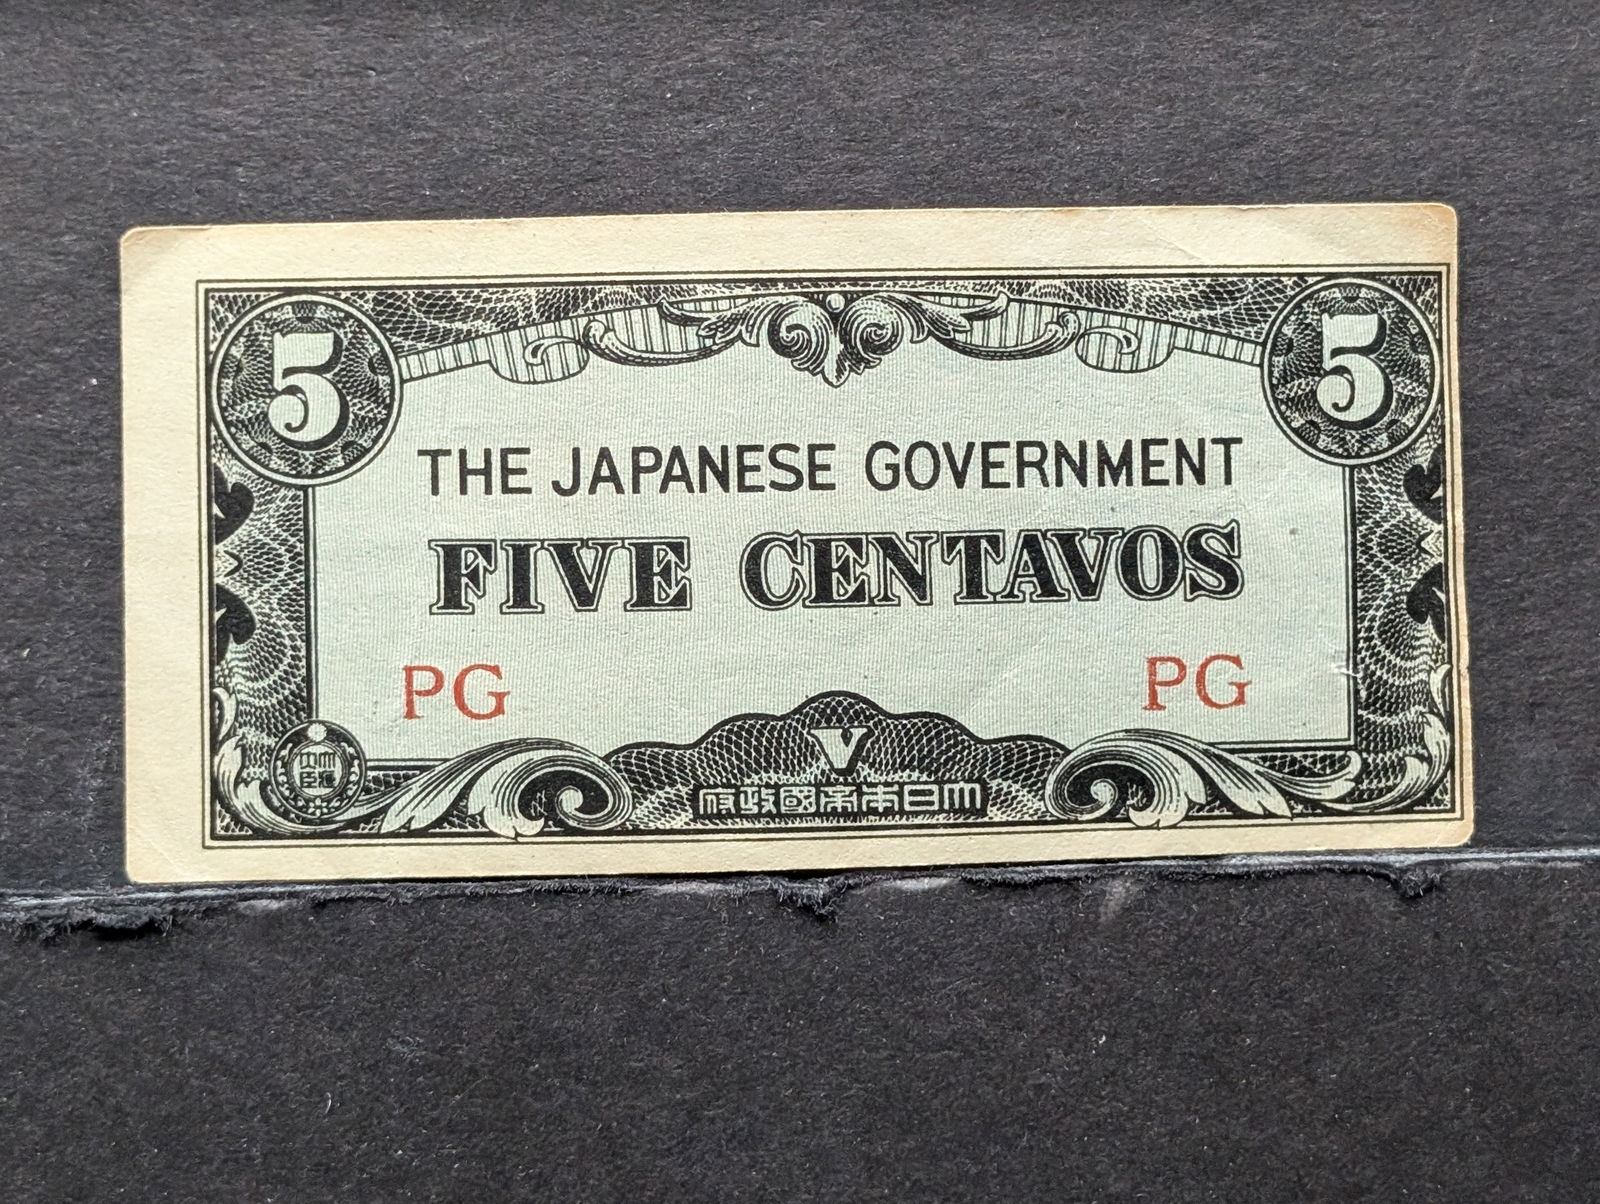 5 5
THE JAPANESE GOVERNMENT
FIVE CENTAVOS
PG PG
V
府政國帝本日大